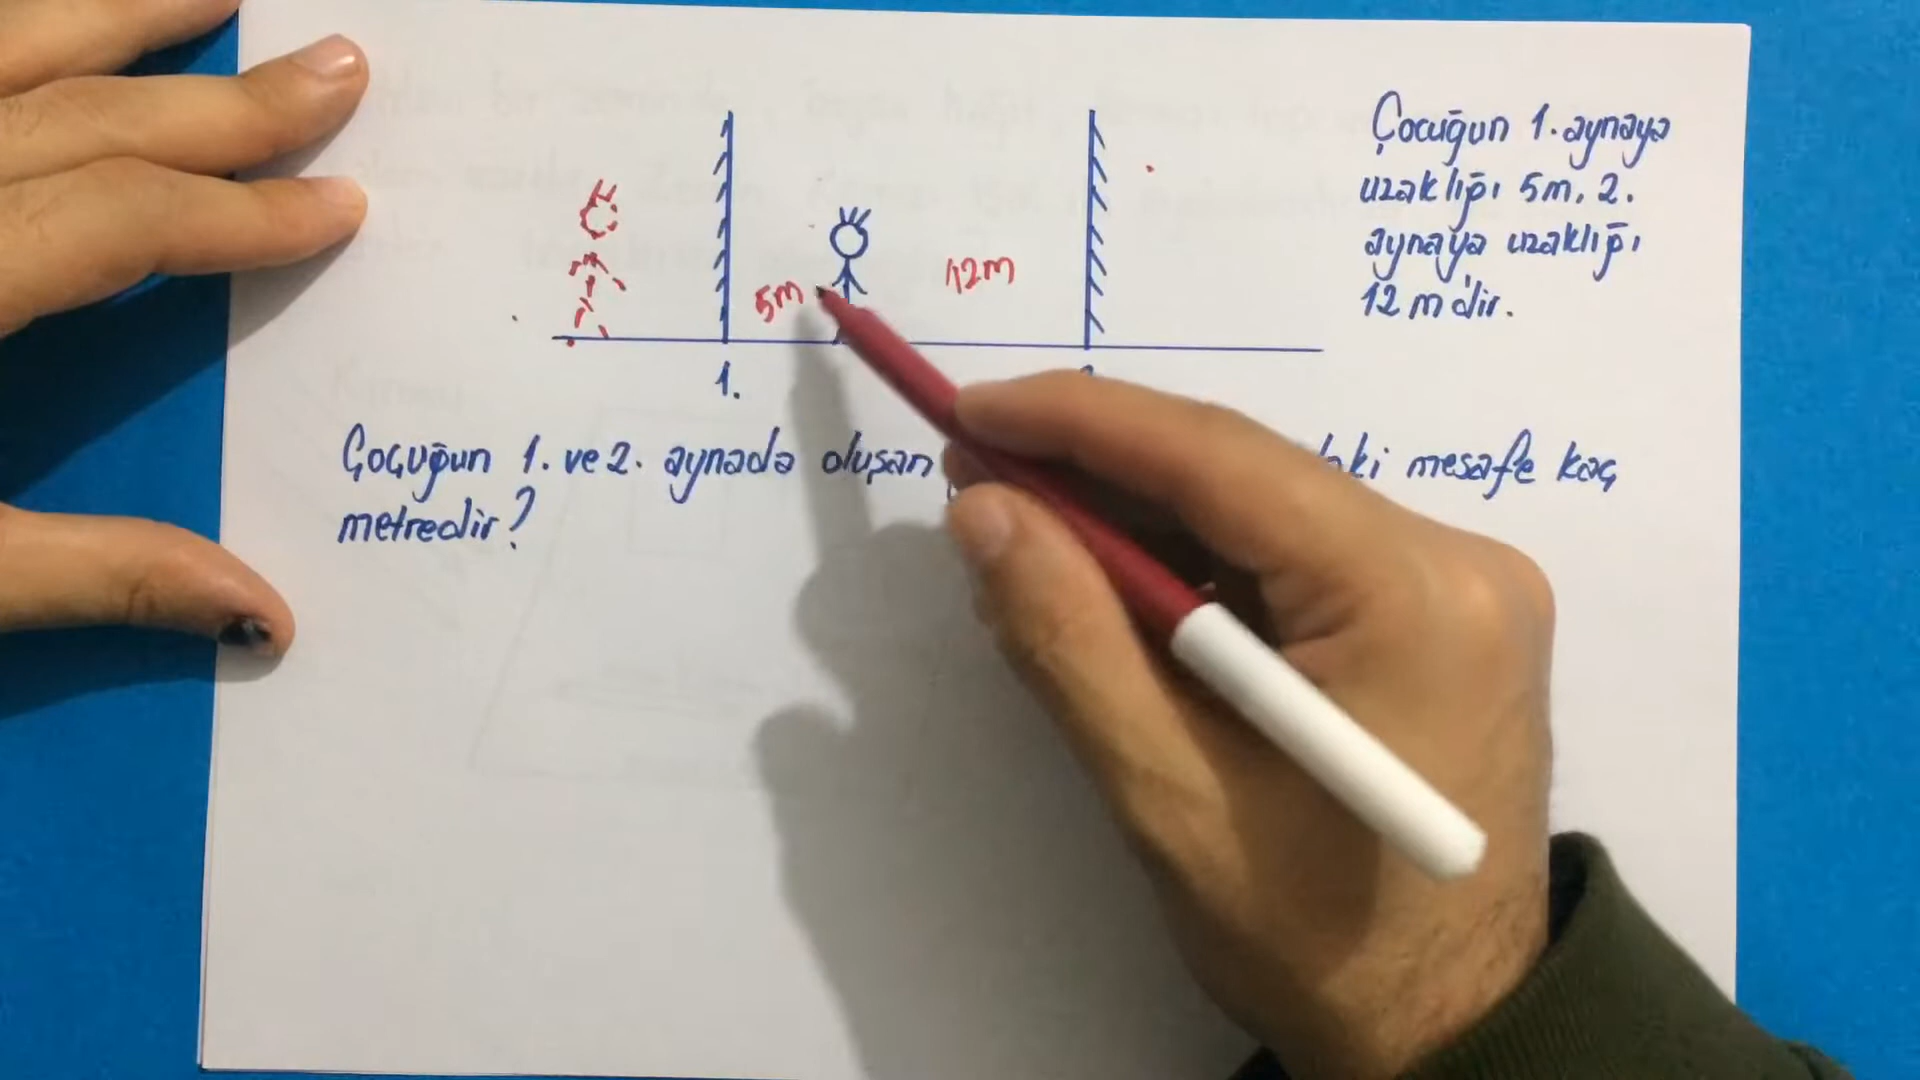 Çocuğun 1. aynaya
uzaklığı 5m, 2.
aynaya uzaklığı
12 m'dir.
5m
12m
1.
Çocuğun 1. ve 2. aynada oluşan mesafe kaç
metredir?